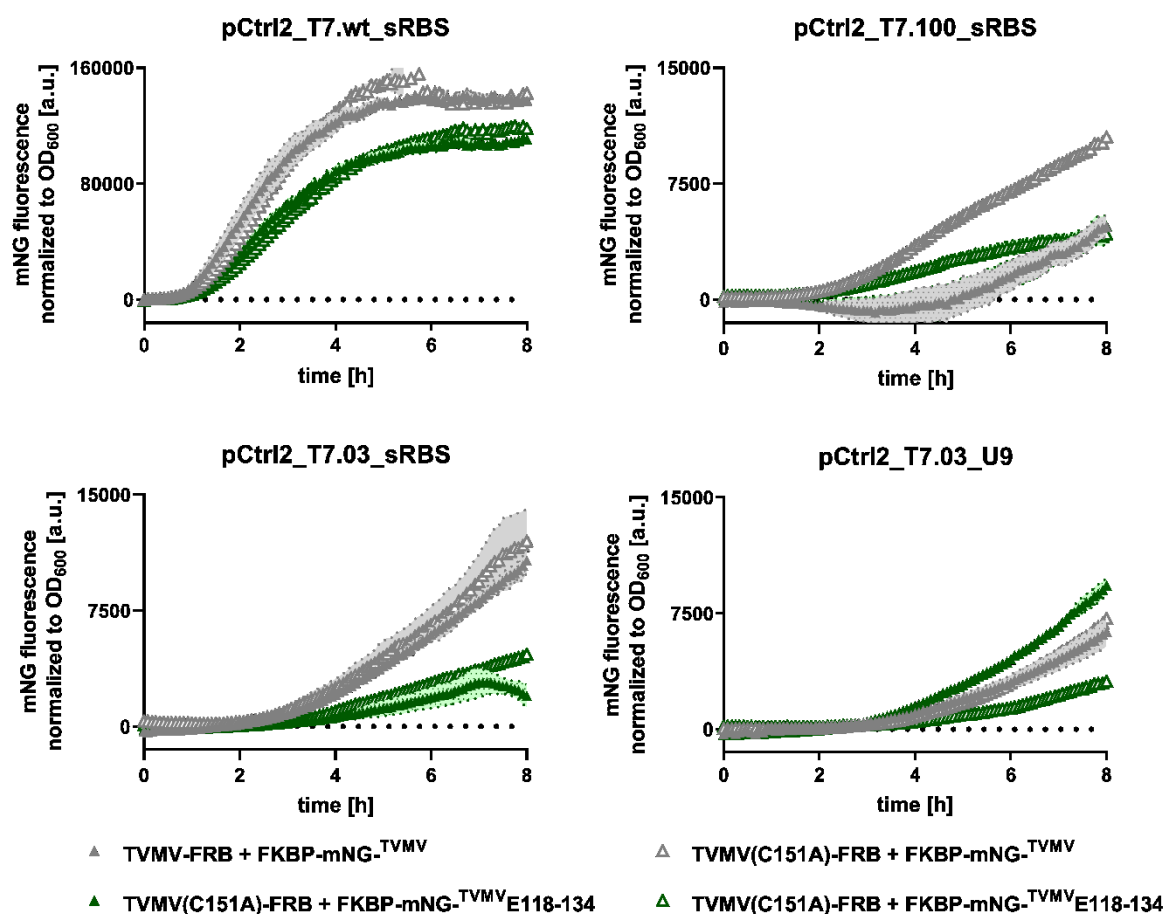 pCtrl2_T7.wt_sRBS
mNG fluorescence
normalized to OD600 [a.u.]
160000
80000
0
0 2 4 6 8
time [h]
pCtrl2_T7.100_sRBS
mNG fluorescence
normalized to OD600 [a.u.]
15000
7500
0
0 2 4 6 8
time [h]
pCtrl2_T7.03_sRBS
mNG fluorescence
normalized to OD600 [a.u.]
15000
7500
0
0 2 4 6 8
time [h]
pCtrl2_T7.03_U9
mNG fluorescence
normalized to OD600 [a.u.]
15000
7500
0
0 2 4 6 8
time [h]
TVMV-FRB + FKBP-mNG-TVMV
TVMV(C151A)-FRB + FKBP-mNG-TVMV
TVMV(C151A)-FRB + FKBP-mNG-TVMVE118-134
TVMV(C151A)-FRB + FKBP-mNG-TVMVE118-134